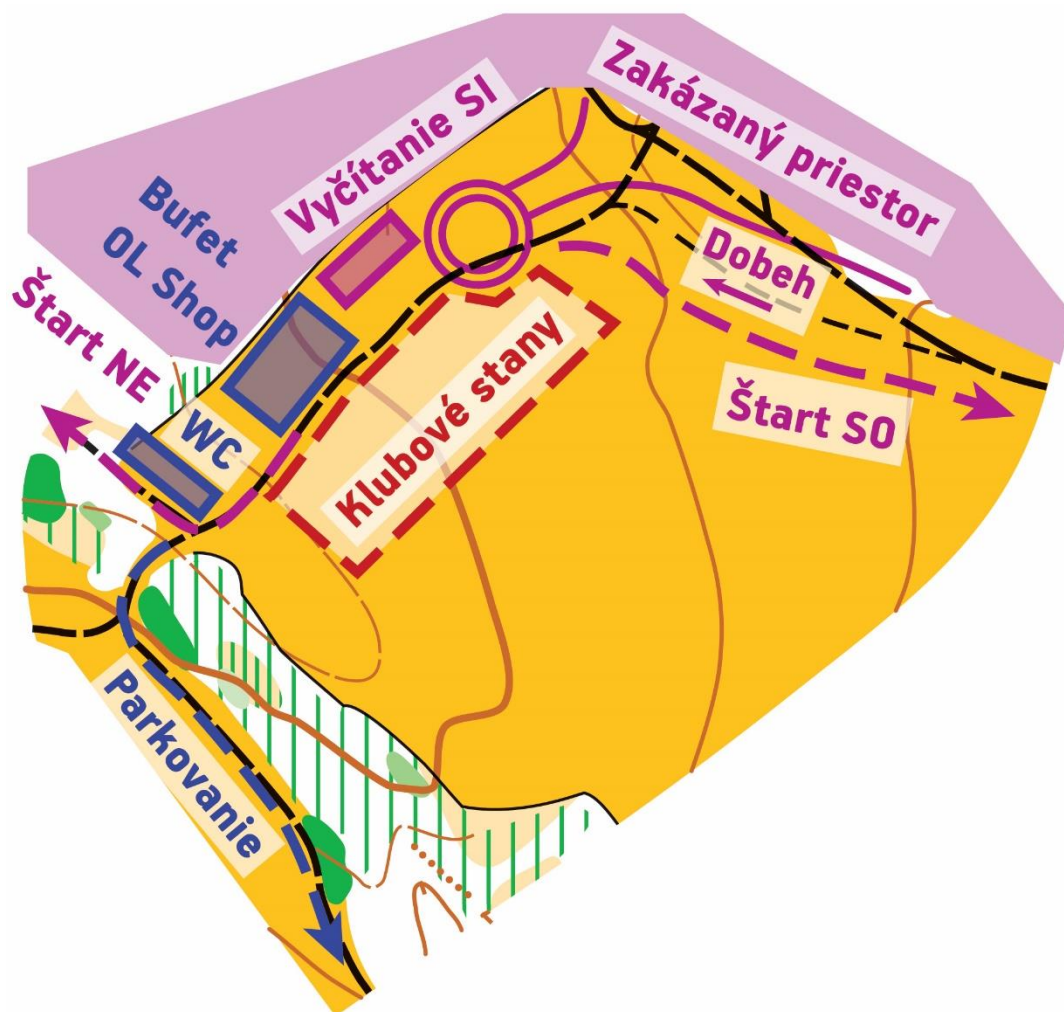 Zakázaný priestor
Vyčítanie SI
Bufet
OL Shop
Štart NE
WC
Klubové stany
Dobeh
Štart SO
Parkovanie